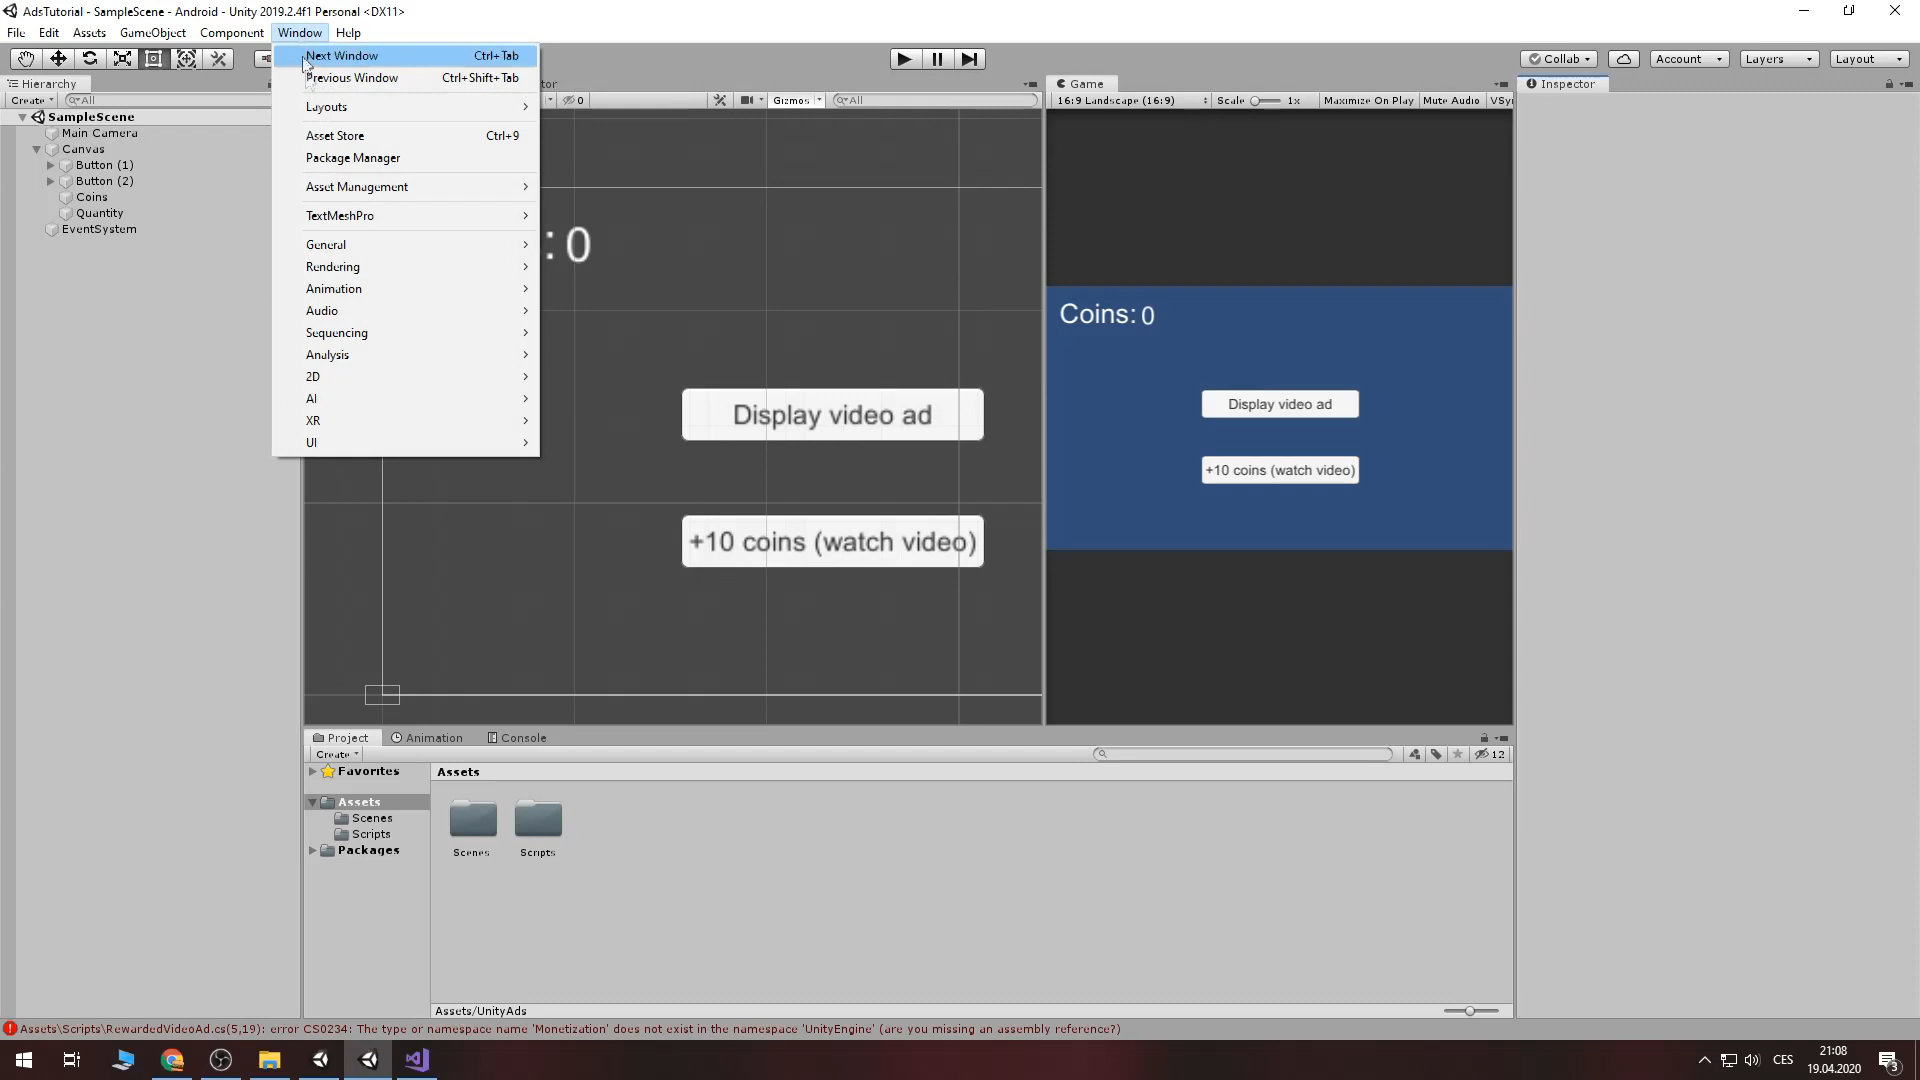 AdsTutorial - SampleScene - Android - Unity 2019.2.4f1 Personal <DX11>
File Edit Assets GameObject Component Window Help
Collab Account Layers Layout
Hierarchy
Create All
SampleScene
Main Camera
Canvas
Button (1)
Button (2)
Coins
Quantity
EventSystem
Next Window Ctrl+Tab
Previous Window Ctrl+Shift+Tab
Layouts
Asset Store Ctrl+9
Package Manager
Asset Management
TextMeshPro
General
Rendering
Animation
Audio
Sequencing
Analysis
2D
AI
XR
UI
0 Gizmos All
: 0
Display video ad
+10 coins (watch video)
Game
16:9 Landscape (16:9) Scale 1x Maximize On Play Mute Audio VSy
Coins: 0
Display video ad
+10 coins (watch video)
Inspector
Project Animation Console
Create
12
Favorites
Assets
Scenes
Scripts
Packages
Assets
Scenes Scripts
Assets/UnityAds
Assets\Scripts\RewardedVideoAd.cs(5,19): error CS0234: The type or namespace name 'Monetization' does not exist in the namespace 'UnityEngine' (are you missing an assembly reference?)
CES
21:08
19.04.2020
3